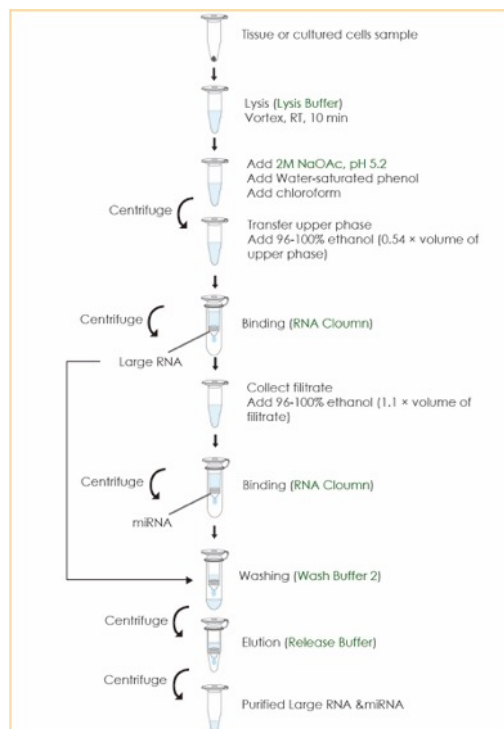 Tissue or cultured cells sample
Lysis (Lysis Buffer)
Vortex, RT, 10 min
Add 2M NaOAc, pH 5.2
Add Water-saturated phenol
Add chloroform
Centrifuge
Transfer upper phase
Add 96-100% ethanol (0.54 × volume of
upper phase)
Centrifuge
Binding (RNA Cloumn)
Large RNA
Collect filitrate
Add 96-100% ethanol (1.1 × volume of
filitrate)
Centrifuge
Binding (RNA Cloumn)
miRNA
Washing (Wash Buffer 2)
Centrifuge
Elution (Release Buffer)
Centrifuge
Purified Large RNA &miRNA